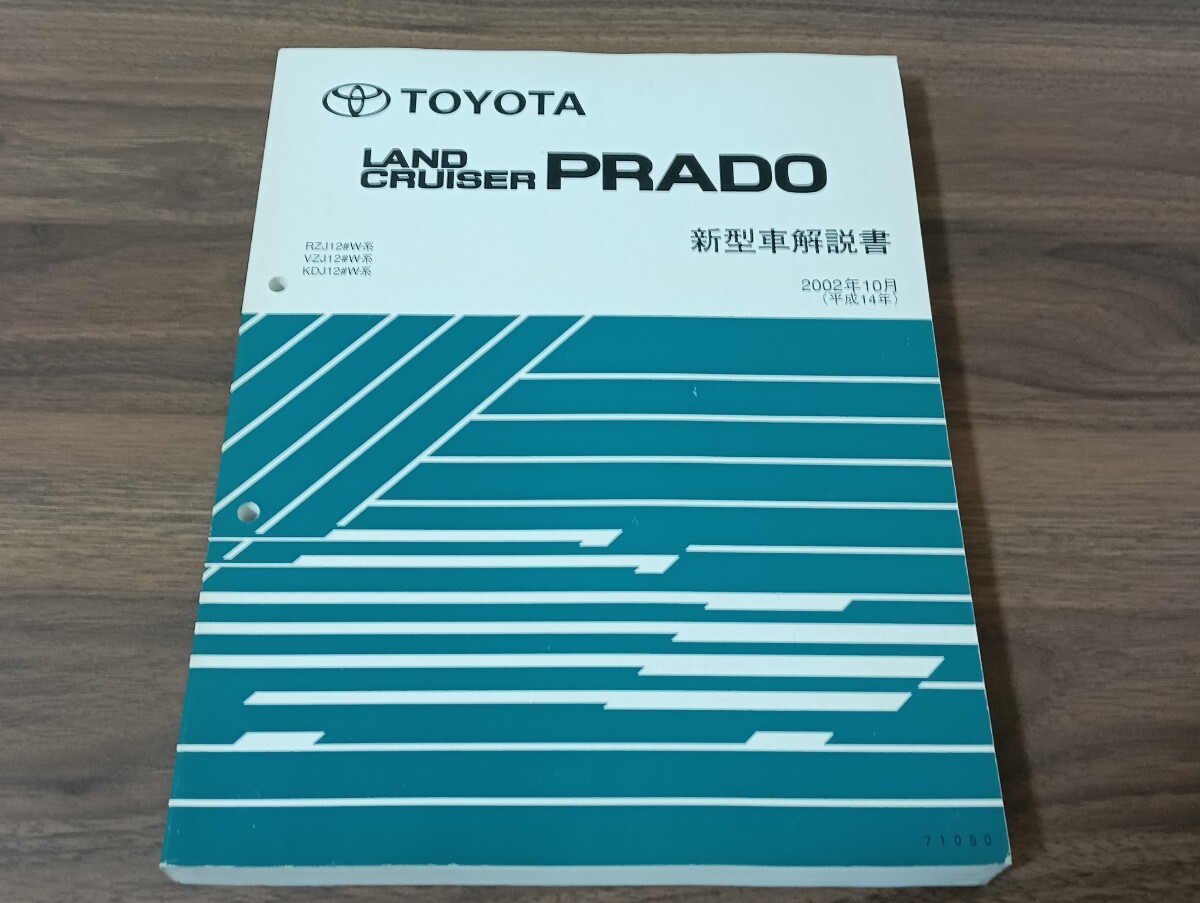 TOYOTA
LAND
CRUISER PRADO
RZJ12#W系
VZJ12#W系
KDJ12#W系
新型車解説書
2002年10月
(平成14年)
71050